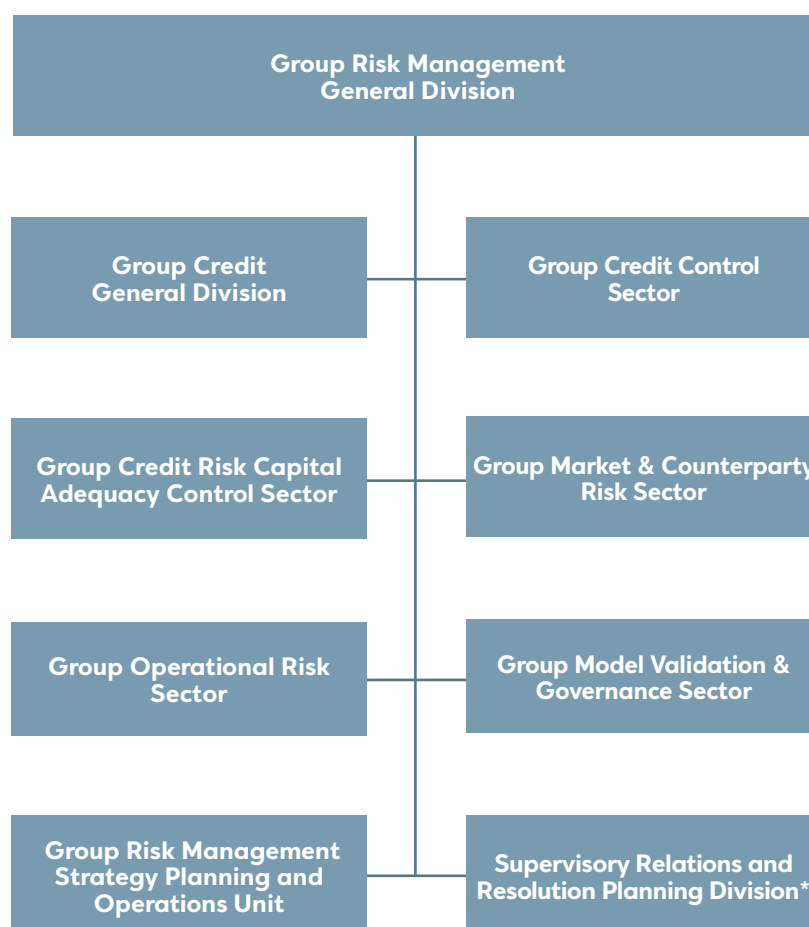 Group Risk Management
General Division
Group Credit
General Division
Group Credit Control
Sector
Group Credit Risk Capital
Adequacy Control Sector
Group Market & Counterparty
Risk Sector
Group Operational Risk
Sector
Group Model Validation &
Governance Sector
Group Risk Management
Strategy Planning and
Operations Unit
Supervisory Relations and
Resolution Planning Division*